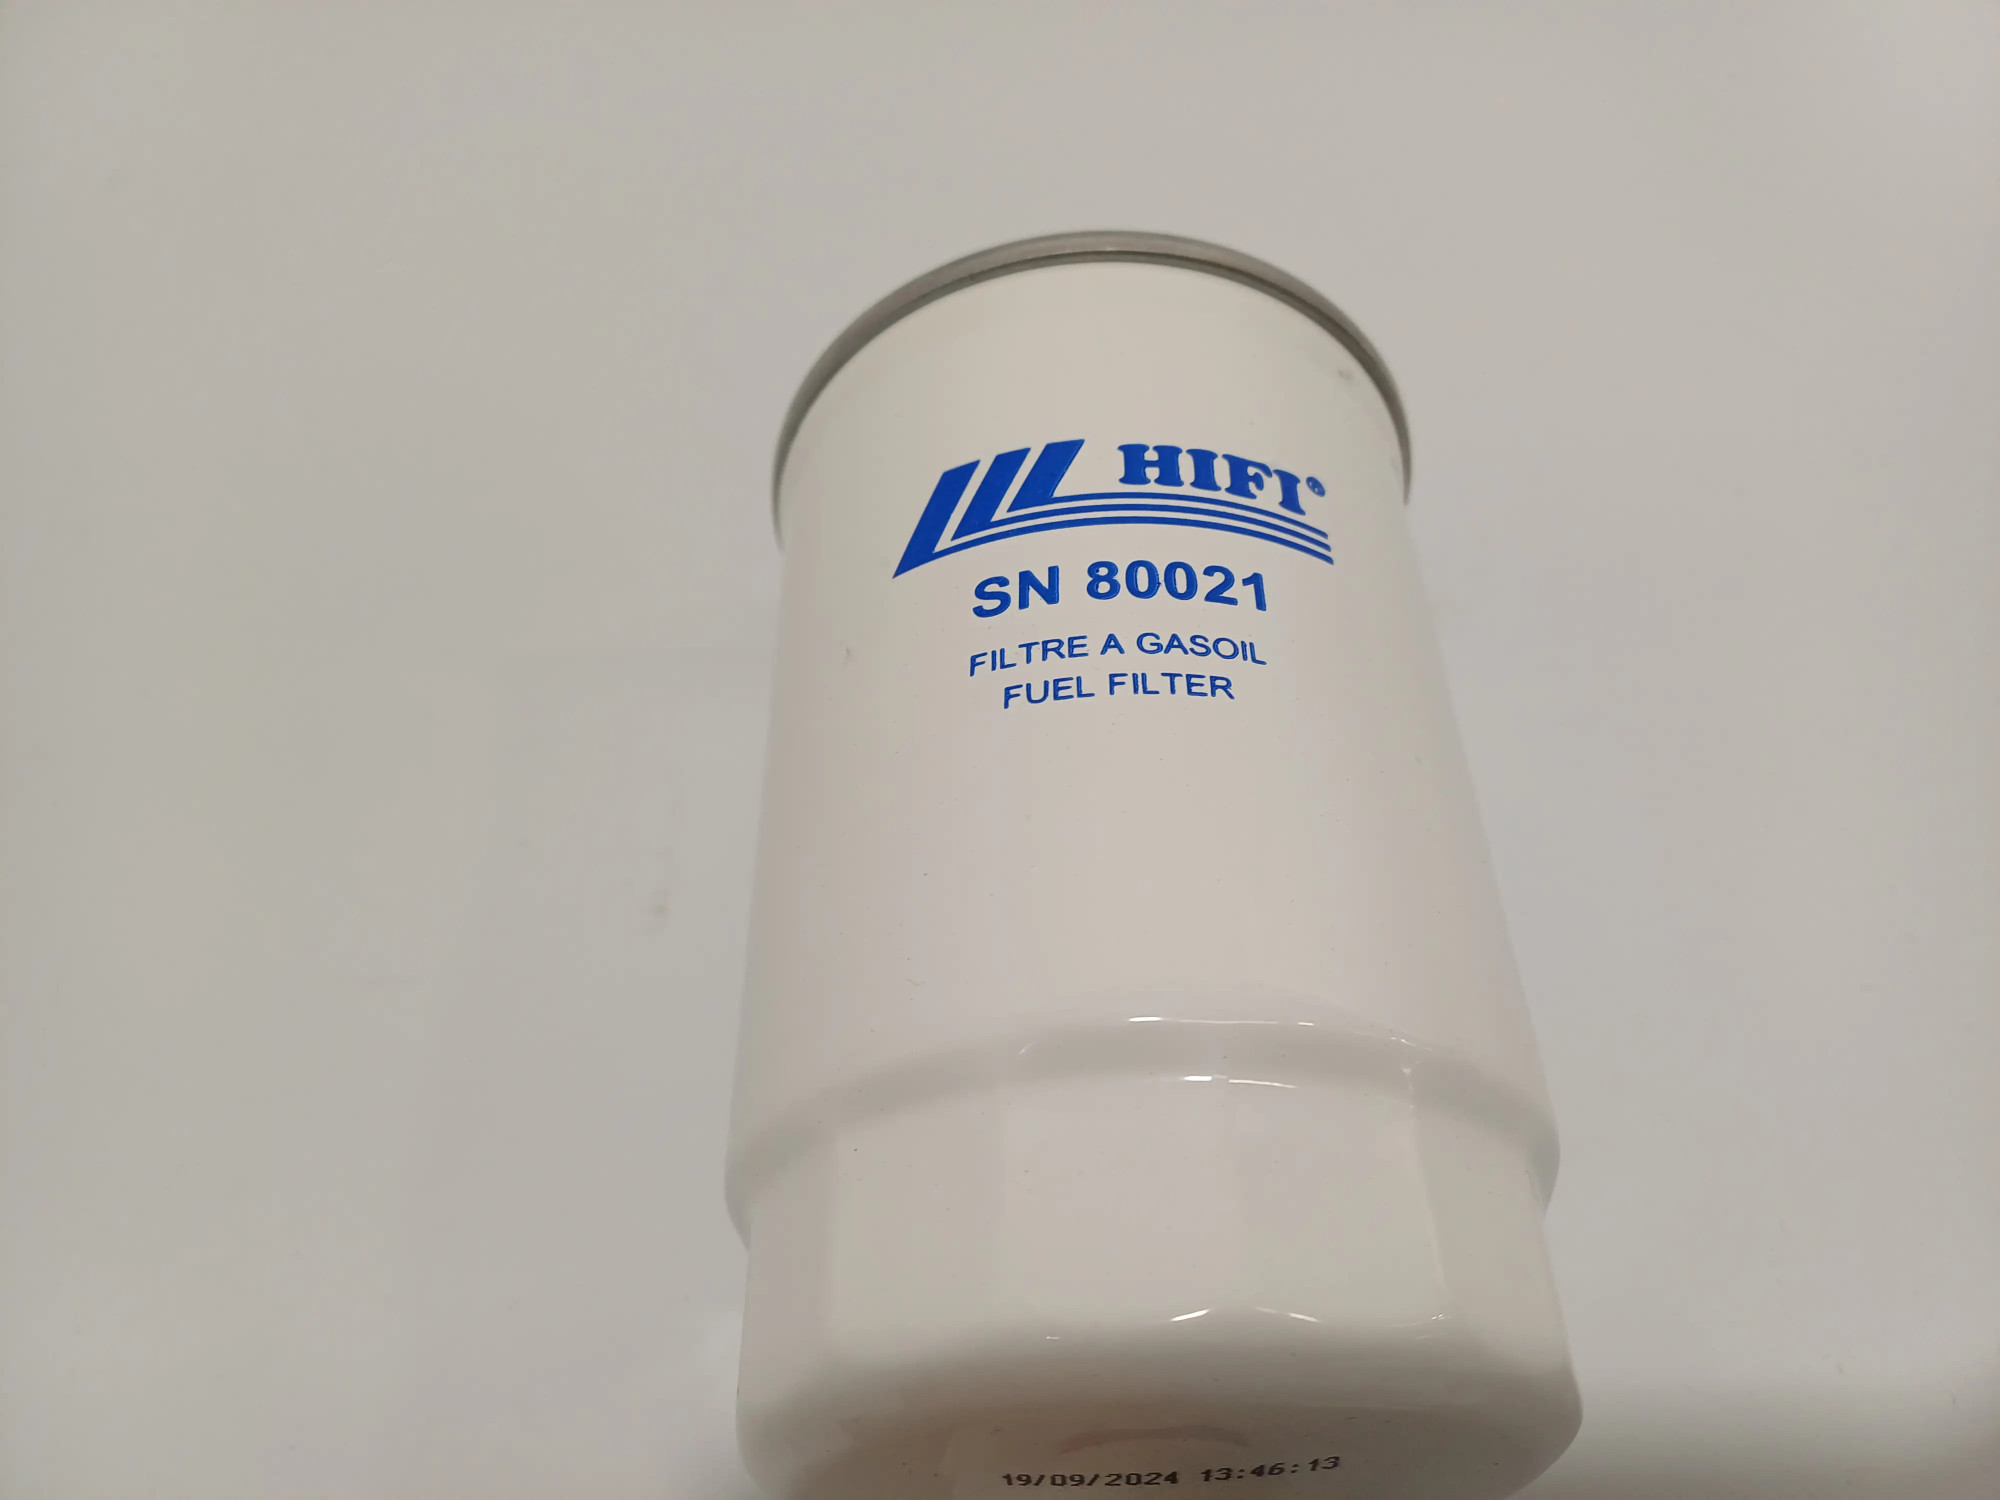 HIFI®
SN 80021
FILTRE A GASOIL
FUEL FILTER
19/09/2024 13:46:13